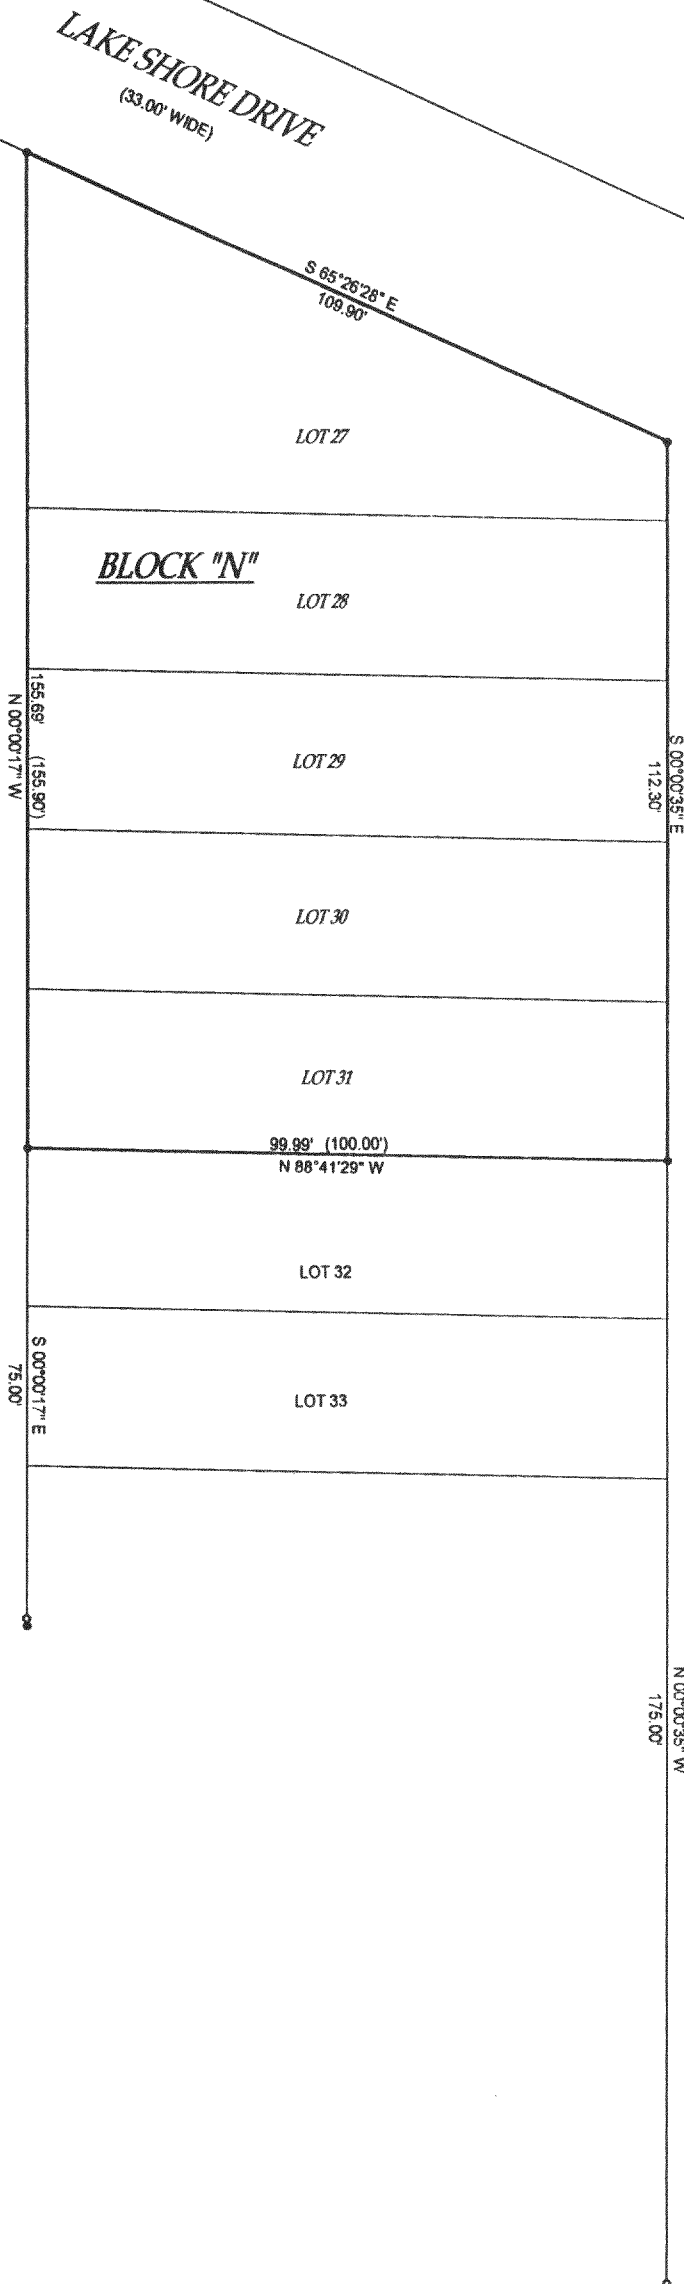 LAKE SHORE DRIVE
(33.00' WIDE)
S 65°26'28" E
109.90'
LOT 27
BLOCK "N"
LOT 28
155.69' (155.90')
N 00°00'17" W
LOT 29
S 00°00'35" E
112.30'
LOT 30
LOT 31
99.99' (100.00')
N 88°41'29" W
LOT 32
S 00°00'17" E
75.00'
LOT 33
N 00°00'35" W
175.00'